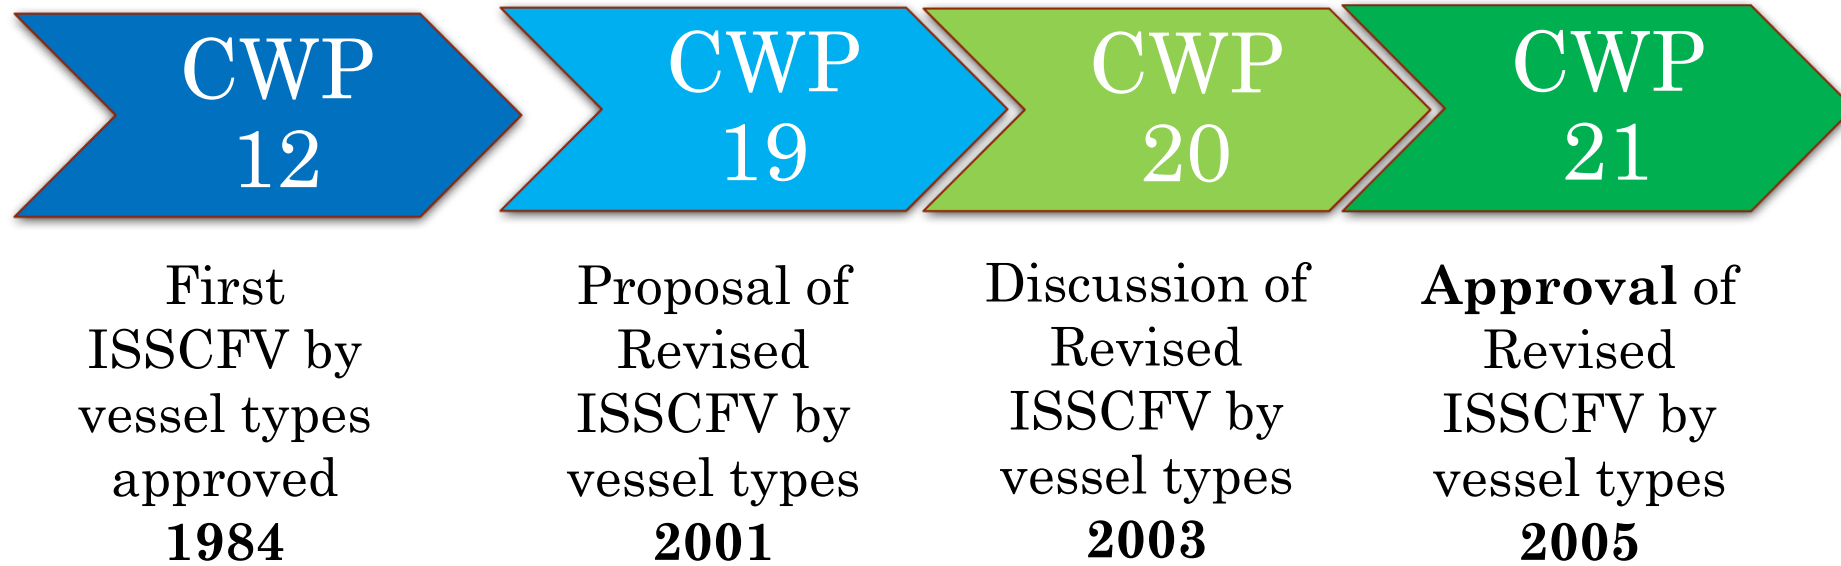 CWP
12
CWP
19
CWP
20
CWP
21
First
ISSCFV by
vessel types
approved
1984
Proposal of
Revised
ISSCFV by
vessel types
2001
Discussion of
Revised
ISSCFV by
vessel types
2003
Approval of
Revised
ISSCFV by
vessel types
2005